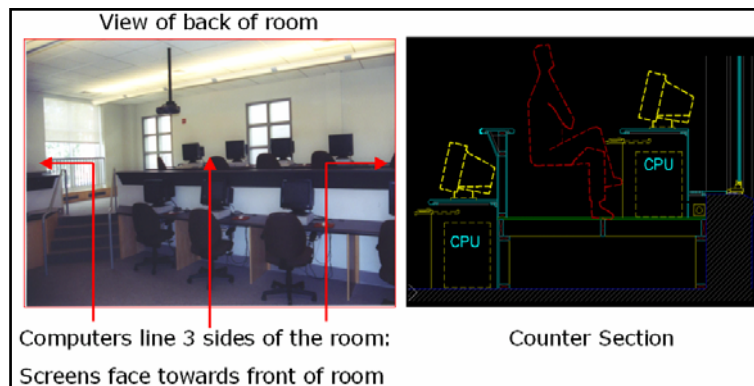 View of back of room
CPU
CPU
Computers line 3 sides of the room:
Screens face towards front of room
Counter Section